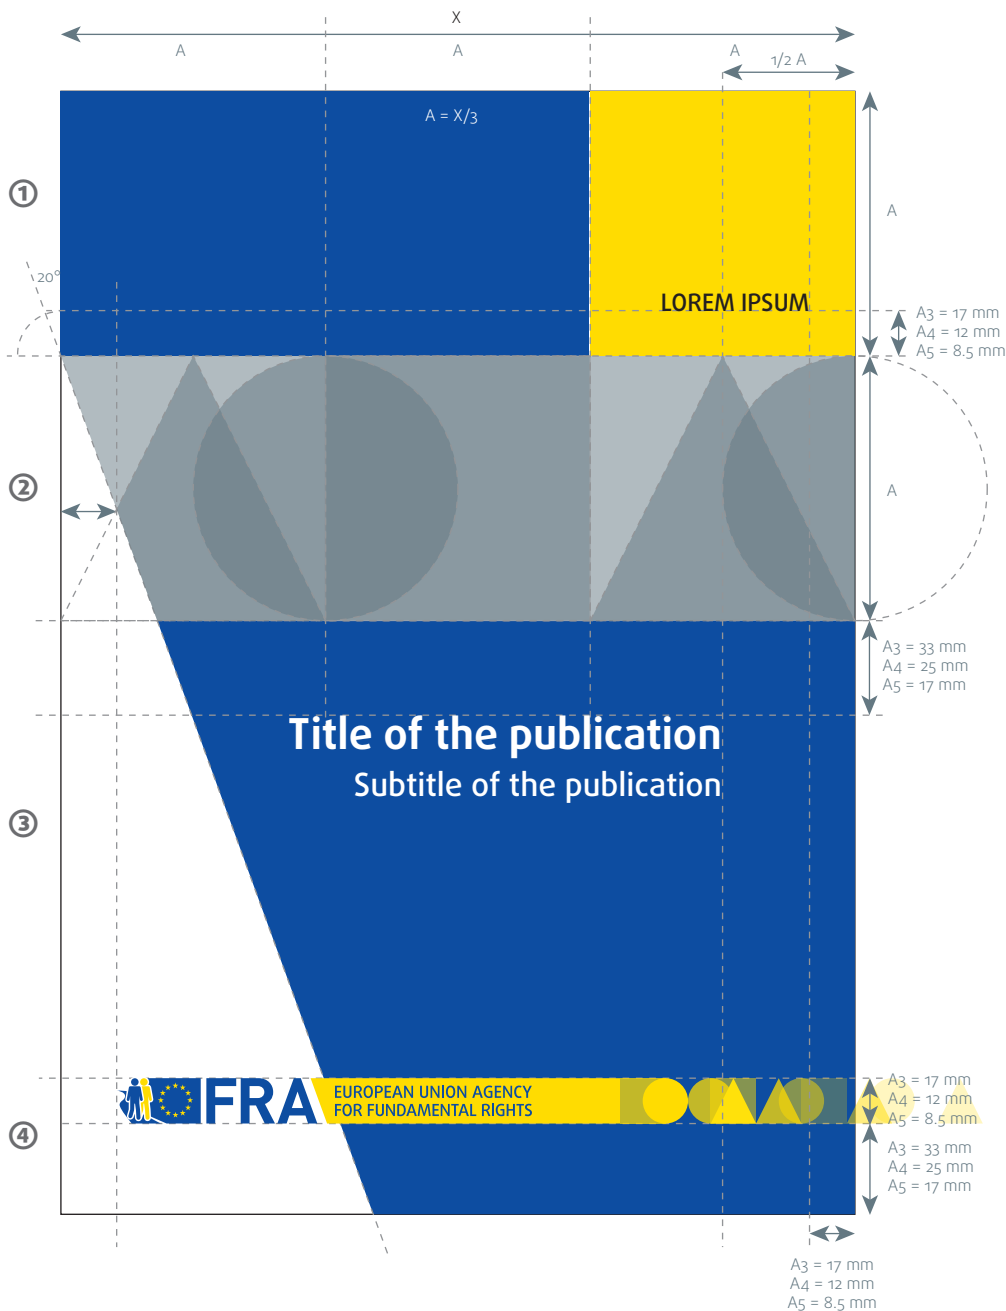 X
A
A
A
1/2 A
A = X/3
①
A
20°
LOREM IPSUM
A3 = 17 mm
A4 = 12 mm
A5 = 8.5 mm
②
A
A3 = 33 mm
A4 = 25 mm
A5 = 17 mm
Title of the publication
Subtitle of the publication
③
FRA
EUROPEAN UNION AGENCY
FOR FUNDAMENTAL RIGHTS
A3 = 17 mm
A4 = 12 mm
A5 = 8.5 mm
④
A3 = 33 mm
A4 = 25 mm
A5 = 17 mm
A3 = 17 mm
A4 = 12 mm
A5 = 8.5 mm